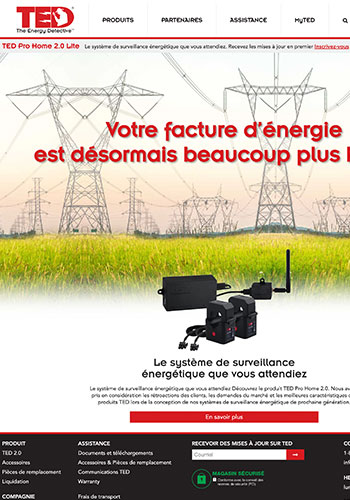 TED
The Energy Detective
PRODUITS PARTENAIRES ASSISTANCE MyTED
TED Pro Home 2.0 Lite Le système de surveillance énergétique que vous attendiez. Recevez les mises à jour en premier Inscrivez-vous
Votre facture d'énergie
est désormais beaucoup plus
Le système de surveillance
énergétique que vous attendiez
Le système de surveillance énergétique que vous attendiez Découvrez le produit TED Pro Home 2.0. Nous
pris en considération les rétroactions des clients, les demandes du marché et les meilleures caractéristiques
produits TED lors de la conception de nos systèmes de surveillance énergétique de prochaine génération.
En savoir plus
PRODUIT ASSISTANCE RECEVOIR DES MISES À JOUR SUR TED
TED 2.0 Documents et téléchargements
Accessoires Accessoires & Pièces de remplacement
Pièces de remplacement Communications TED
Liquidation Warranty
Courriel
MAGASIN SÉCURISÉ
COMPAGNIE Frais de transport